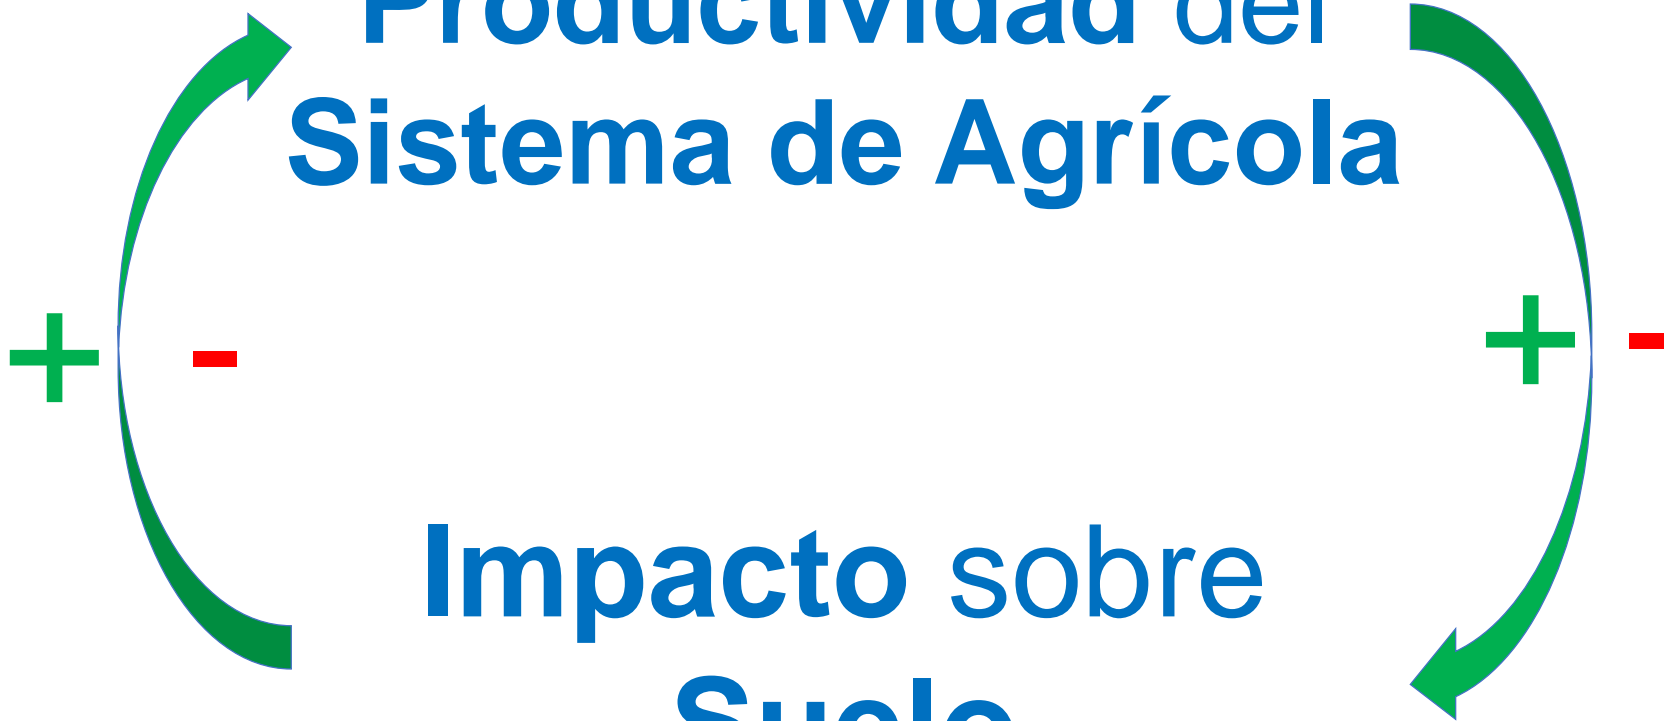 Productividad del
Sistema de Agrícola
+ -
+ -
Impacto sobre
Suelo